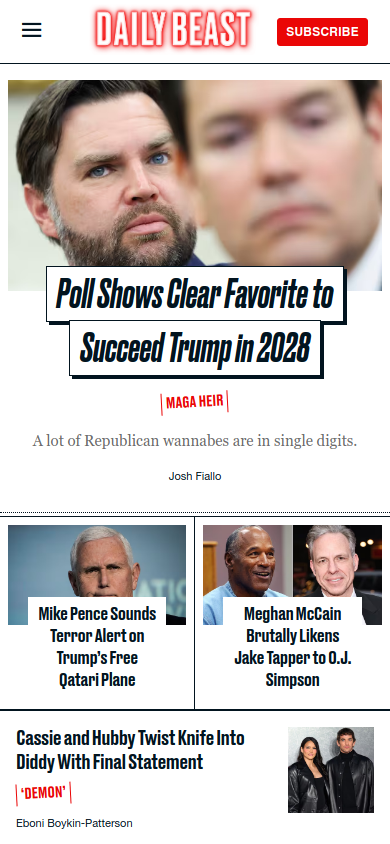 DAILY BEAST
SUBSCRIBE
Poll Shows Clear Favorite to
Succeed Trump in 2028
MAGA HEIR
A lot of Republican wannabes are in single digits.
Josh Fiallo
Mike Pence Sounds
Terror Alert on
Trump’s Free
Qatari Plane
Meghan McCain
Brutally Likens
Jake Tapper to O.J.
Simpson
Cassie and Hubby Twist Knife Into
Diddy With Final Statement
‘DEMON’
Eboni Boykin-Patterson